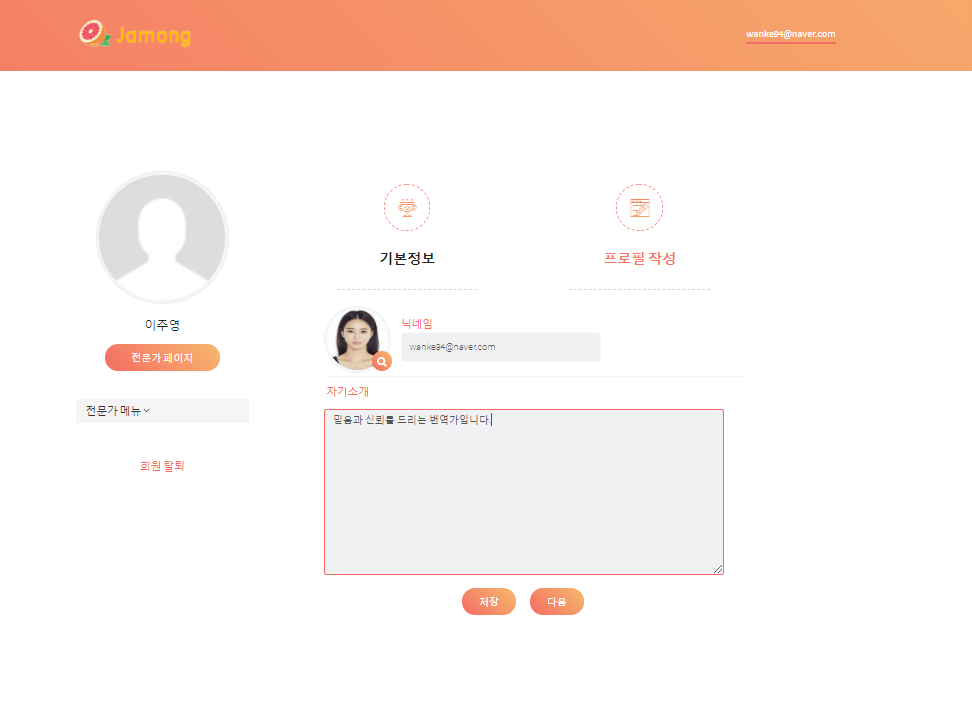 Jamong
wanke94@naver.com
이주영
전문가 페이지
전문가 메뉴
회원 탈퇴
기본정보
프로필 작성
닉네임
wanke94@naver.com
자기소개
믿음과 신뢰를 드리는 번역가입니다.
저장
다음